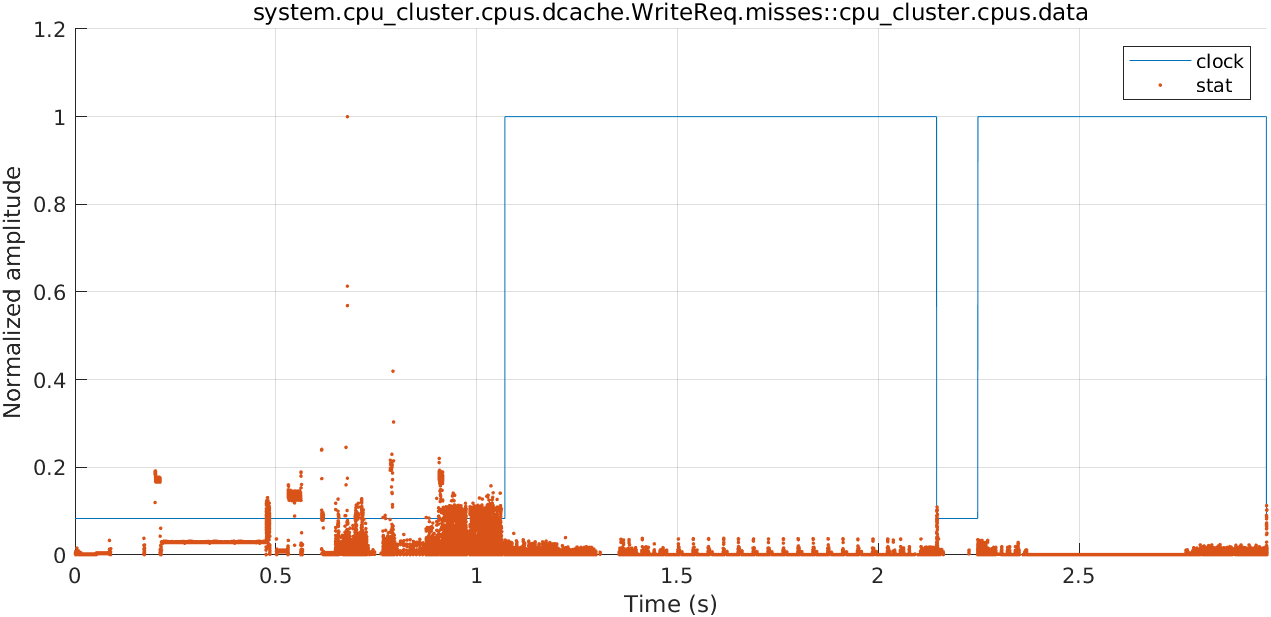 system.cpu_cluster.cpus.dcache.WriteReq.misses::cpu_cluster.cpus.data
1.2
clock
stat
1
0.8
0.6
0.4
0.2
0
0 0.5 1 1.5 2 2.5
Time (s)
Normalized amplitude